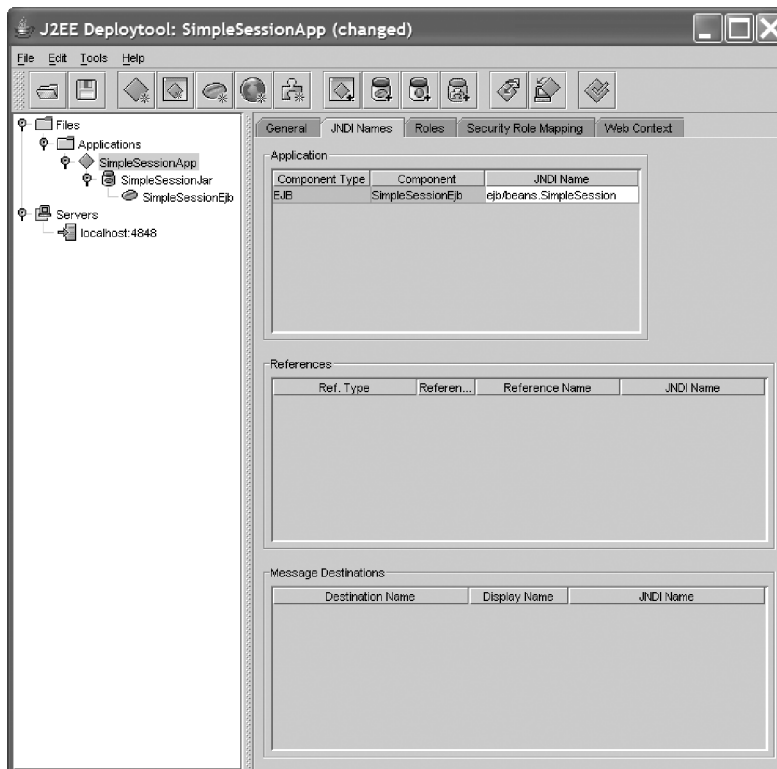 J2EE Deploytool: SimpleSessionApp (changed)
File Edit Tools Help
Files
Applications
SimpleSessionApp
SimpleSessionJar
SimpleSessionEjb
Servers
localhost:4848
General JNDI Names Roles Security Role Mapping Web Context
Application
Component Type Component JNDI Name
EJB SimpleSessionEjb ejb/beans.SimpleSession
References
Ref. Type Referen... Reference Name JNDI Name
Message Destinations
Destination Name Display Name JNDI Name